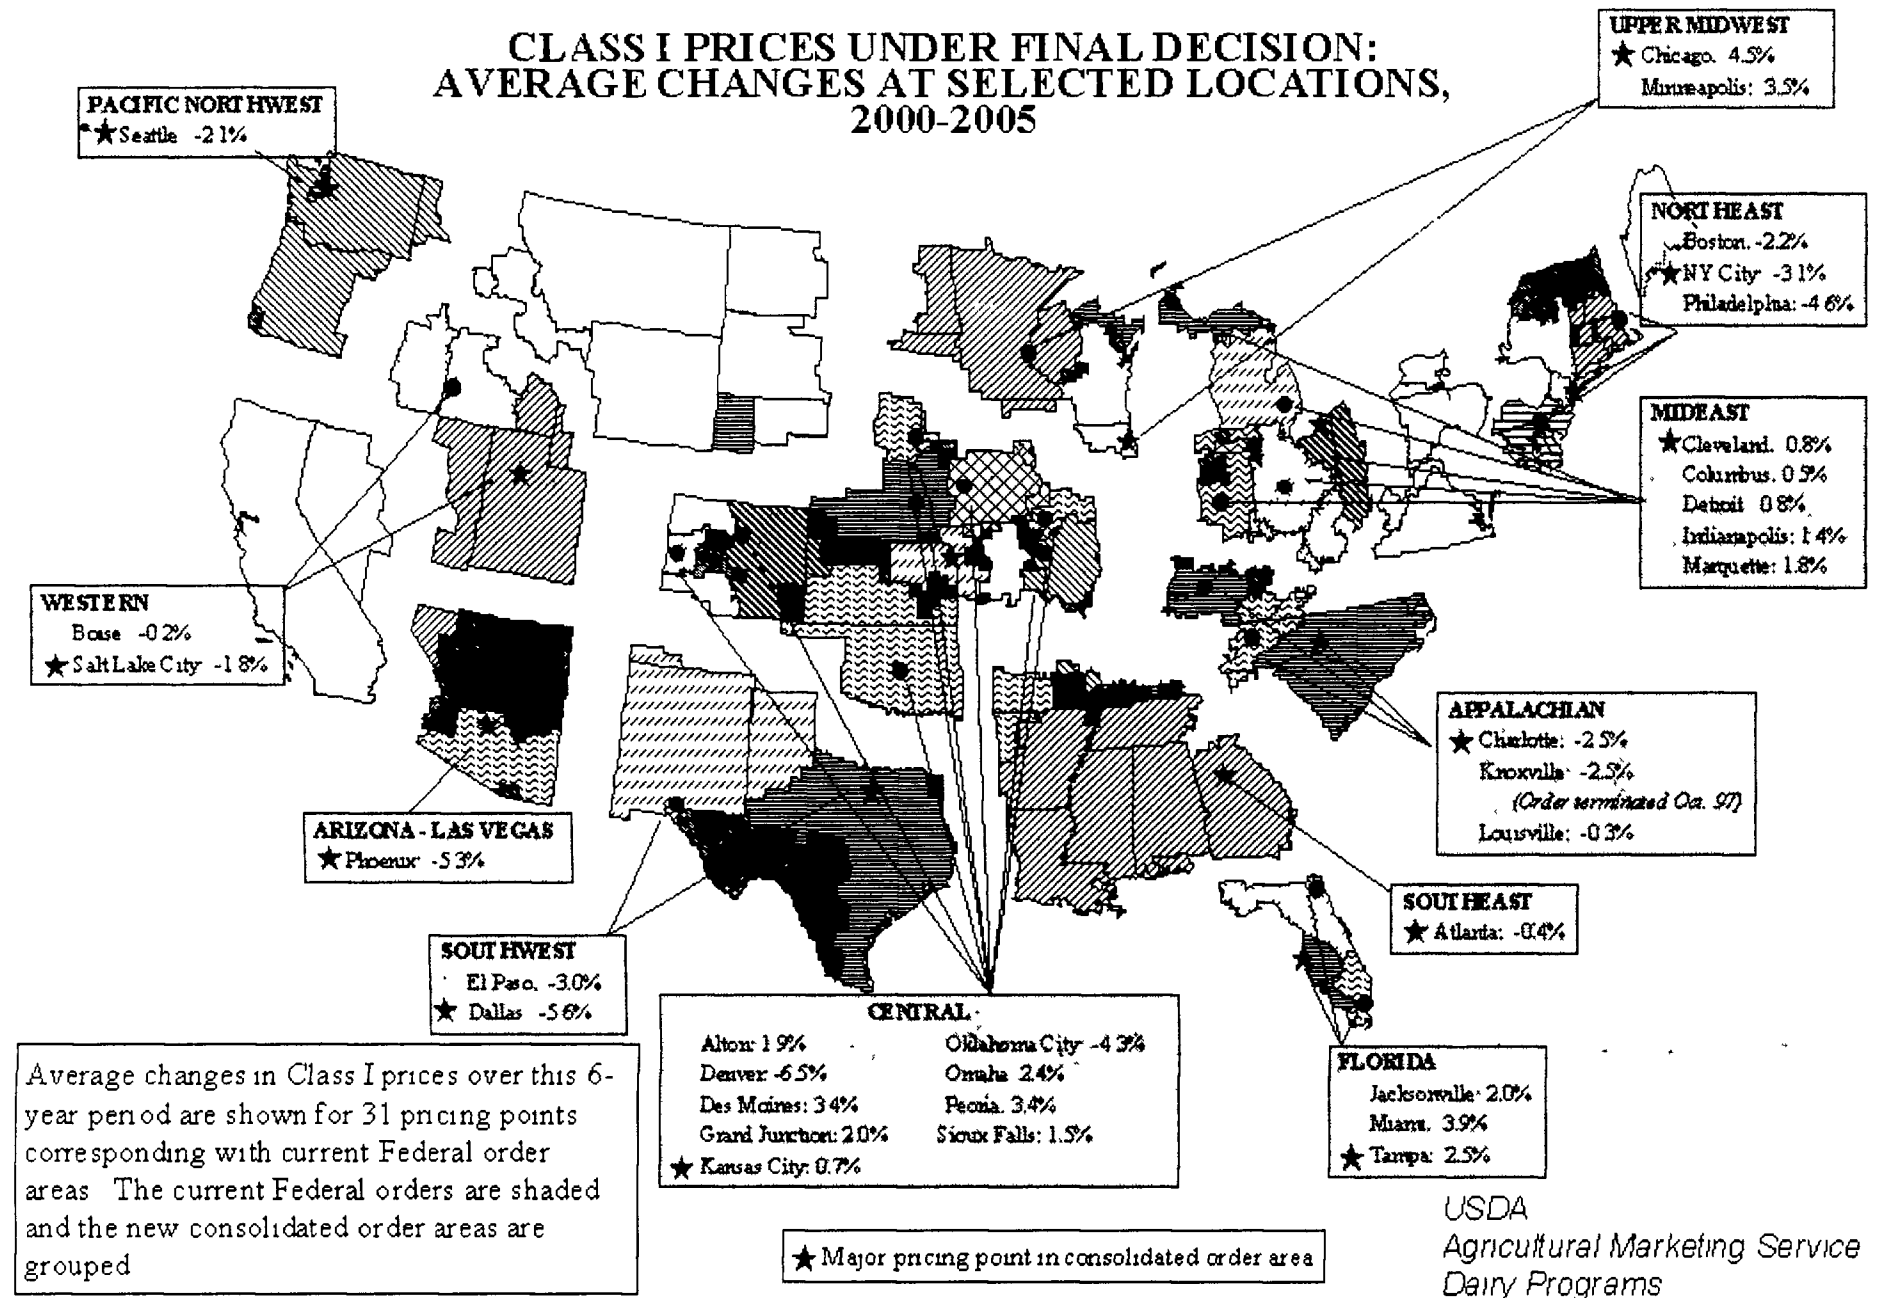 CLASS I PRICES UNDER FINAL DECISION:
AVERAGE CHANGES AT SELECTED LOCATIONS,
2000-2005
UPPER MIDWEST
★ Chicago. 4.5%
Minneapolis: 3.5%
PACIFIC NORTHWEST
★ Seattle -2 1%
NORTHEAST
Boston. -2.2%
★ NY City -3 1%
Philadelphia: -4 6%
MIDEAST
★ Cleveland. 0.8%
Columbus. 0 5%
Detroit 0 8%
Indianapolis: 1 4%
Marquette: 1.8%
WESTERN
Boise -0 2%
★ Salt Lake City -1 8%
APPALACHIAN
★ Charlotte: -2 5%
Knoxville -2.5%
(Order terminated Oct. 97)
Louisville: -0 3%
ARIZONA - LAS VEGAS
★ Phoenix -5 3%
SOUTHEAST
★ Atlanta: -0.4%
SOUTHWEST
El Paso. -3.0%
★ Dallas -5 6%
CENTRAL
Alton: 1 9% Oklahoma City -4 3%
Denver: -6.5% Omaha 2.4%
Des Moines: 3 4% Peoria. 3.4%
Grand Junction: 2.0% Sioux Falls: 1.5%
★ Kansas City: 0.7%
FLORIDA
Jacksonville: 2.0%
Miami. 3.9%
★ Tampa: 2.5%
Average changes in Class I prices over this 6-
year period are shown for 31 pricing points
corresponding with current Federal order
areas The current Federal orders are shaded
and the new consolidated order areas are
grouped
★ Major pricing point in consolidated order area
USDA
Agricultural Marketing Service
Dairy Programs